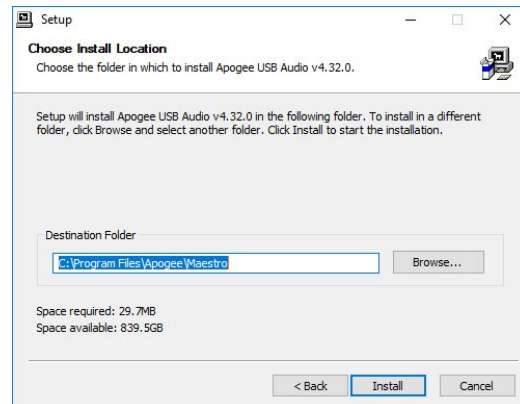 Setup
Choose Install Location
Choose the folder in which to install Apogee USB Audio v4.32.0.
Setup will install Apogee USB Audio v4.32.0 in the following folder. To install in a different
folder, click Browse and select another folder. Click Install to start the installation.
Destination Folder
C:\Program Files\Apogee\Maestro
Browse...
Space required: 29.7MB
Space available: 839.5GB
< Back
Install
Cancel